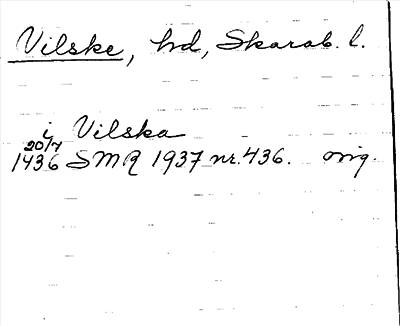 Vilske, hd, Skarab. l.
i Vilska
20/7
1436 SMR 1937 nr. 436. orig.